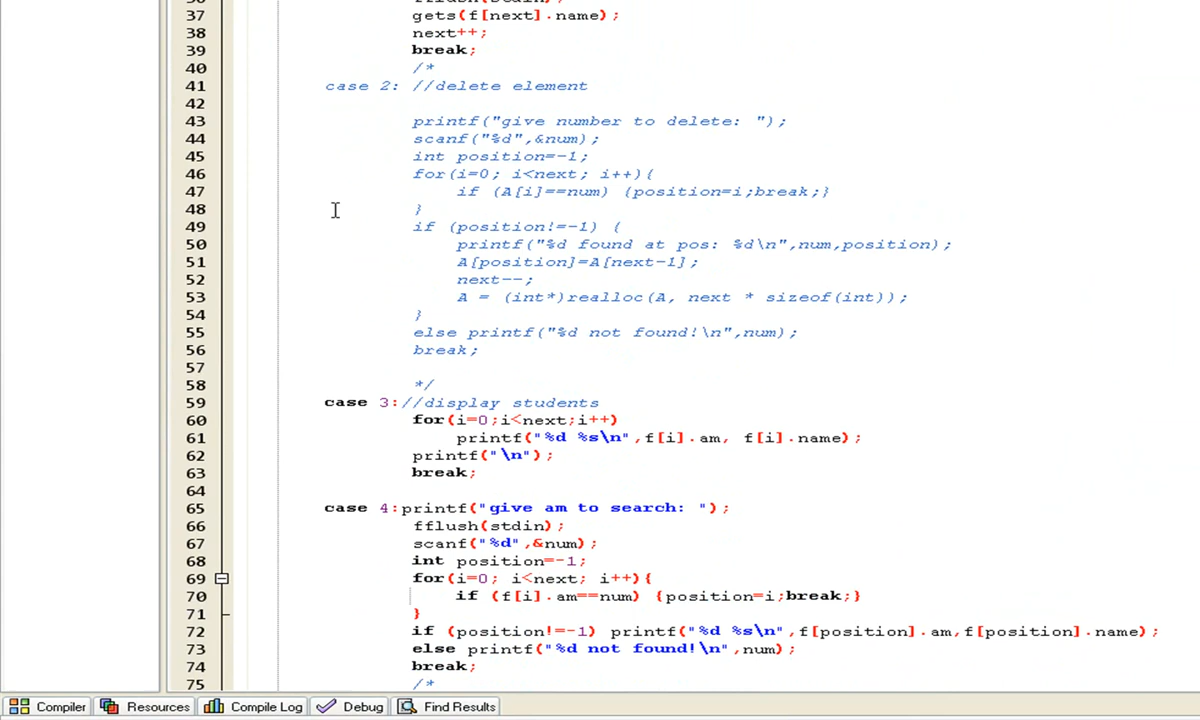 37 gets(f[next].name);
38 next++;
39 break;
40 /*
41 case 2: //delete element
42
43 printf("give number to delete: ");
44 scanf("%d",&num);
45 int position=-1;
46 for(i=0; i<next; i++){
47 if (A[i]==num) {position=i;break;}
48 }
49 if (position!=-1) {
50 printf("%d found at pos: %d\n",num,position);
51 A[position]=A[next-1];
52 next--;
53 A = (int*)realloc(A, next * sizeof(int));
54 }
55 else printf("%d not found!\n",num);
56 break;
57
58 */
59 case 3://display students
60 for(i=0;i<next;i++)
61 printf("%d %s\n",f[i].am, f[i].name);
62 printf("\n");
63 break;
64
65 case 4:printf("give am to search: ");
66 fflush(stdin);
67 scanf("%d",&num);
68 int position=-1;
69 for(i=0; i<next; i++){
70 if (f[i].am==num) {position=i;break;}
71 }
72 if (position!=-1) printf("%d %s\n",f[position].am,f[position].name);
73 else printf("%d not found!\n",num);
74 break;
75 /*
Compiler Resources Compile Log Debug Find Results